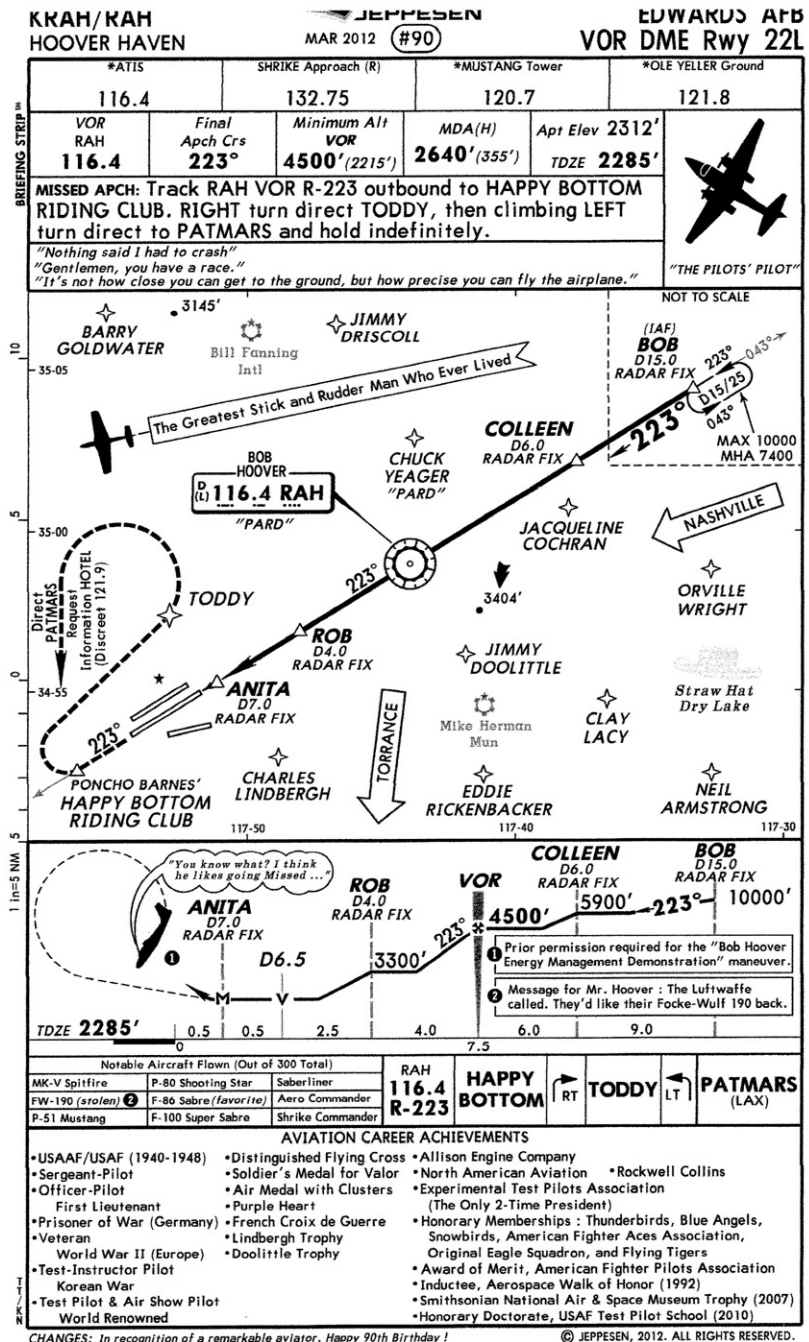 KRAH/RAH
HOOVER HAVEN
JEPPESEN
MAR 2012
#90
EDWARDS AFB
VOR DME Rwy 22L
*ATIS
116.4
SHRIKE Approach (R)
132.75
*MUSTANG Tower
120.7
*OLE YELLER Ground
121.8
BRIEFING STRIP TM
VOR
RAH
116.4
Final
Apch Crs
223°
Minimum Alt
VOR
4500'(2215')
MDA(H)
2640'(355')
Apt Elev 2312'
TDZE 2285'
MISSED APCH: Track RAH VOR R-223 outbound to HAPPY BOTTOM
RIDING CLUB. RIGHT turn direct TODDY, then climbing LEFT
turn direct to PATMARS and hold indefinitely.
"Nothing said I had to crash"
"Gentlemen, you have a race."
"It's not how close you can get to the ground, but how precise you can fly the airplane."
"THE PILOTS' PILOT"
NOT TO SCALE
BARRY
GOLDWATER
3145'
Bill Fanning
Intl
JIMMY
DRISCOLL
(IAF)
BOB
D15.0
RADAR FIX
223°
043°
D15/25
043°
MAX 10000
MHA 7400
10
35-05
The Greatest Stick and Rudder Man Who Ever Lived
COLLEEN
D6.0
RADAR FIX
223°
BOB
HOOVER
D
(L)
116.4 RAH
"PARD"
CHUCK
YEAGER
"PARD"
JACQUELINE
COCHRAN
NASHVILLE
5
35-00
223°
Direct
PATMARS
Request
Information HOTEL
(Discreet 121.9)
TODDY
3404'
ORVILLE
WRIGHT
ROB
D4.0
RADAR FIX
JIMMY
DOOLITTLE
0
34-55
ANITA
D7.0
RADAR FIX
Straw Hat
Dry Lake
Mike Herman
Mun
CLAY
LACY
223°
TORRANCE
PONCHO BARNES'
HAPPY BOTTOM
RIDING CLUB
CHARLES
LINDBERGH
EDDIE
RICKENBACKER
NEIL
ARMSTRONG
5
117-50
117-40
117-30
1 in=5 NM
"You know what? I think
he likes going Missed ..."
ANITA
D7.0
RADAR FIX
1
D6.5
ROB
D4.0
RADAR FIX
VOR
COLLEEN
D6.0
RADAR FIX
BOB
D15.0
RADAR FIX
3300'
223°
4500'
5900'
223°
10000'
1 Prior permission required for the "Bob Hoover
Energy Management Demonstration" maneuver.
2 Message for Mr. Hoover : The Luftwaffe
called. They'd like their Focke-Wulf 190 back.
M
V
TDZE 2285'
0.5
0.5
2.5
4.0
6.0
9.0
0
7.5
Notable Aircraft Flown (Out of 300 Total)
MK-V Spitfire
P-80 Shooting Star
Saberliner
FW-190 (stolen) 2
F-86 Sabre (favorite)
Aero Commander
P-51 Mustang
F-100 Super Sabre
Shrike Commander
RAH
116.4
R-223
HAPPY
BOTTOM
RT
TODDY
LT
PATMARS
(LAX)
AVIATION CAREER ACHIEVEMENTS
•USAAF/USAF (1940-1948)
•Sergeant-Pilot
•Officer-Pilot
First Lieutenant
•Prisoner of War (Germany)
•Veteran
World War II (Europe)
•Test-Instructor Pilot
Korean War
•Test Pilot & Air Show Pilot
World Renowned
•Distinguished Flying Cross
•Soldier's Medal for Valor
•Air Medal with Clusters
•Purple Heart
•French Croix de Guerre
•Lindbergh Trophy
•Doolittle Trophy
•Allison Engine Company
•North American Aviation •Rockwell Collins
•Experimental Test Pilots Association
(The Only 2-Time President)
•Honorary Memberships : Thunderbirds, Blue Angels,
Snowbirds, American Fighter Aces Association,
Original Eagle Squadron, and Flying Tigers
•Award of Merit, American Fighter Pilots Association
•Inductee, Aerospace Walk of Honor (1992)
•Smithsonian National Air & Space Museum Trophy (2007)
•Honorary Doctorate, USAF Test Pilot School (2010)
TT/KN
CHANGES: In recognition of a remarkable aviator. Happy 90th Birthday !
© JEPPESEN, 2012. ALL RIGHTS RESERVED.